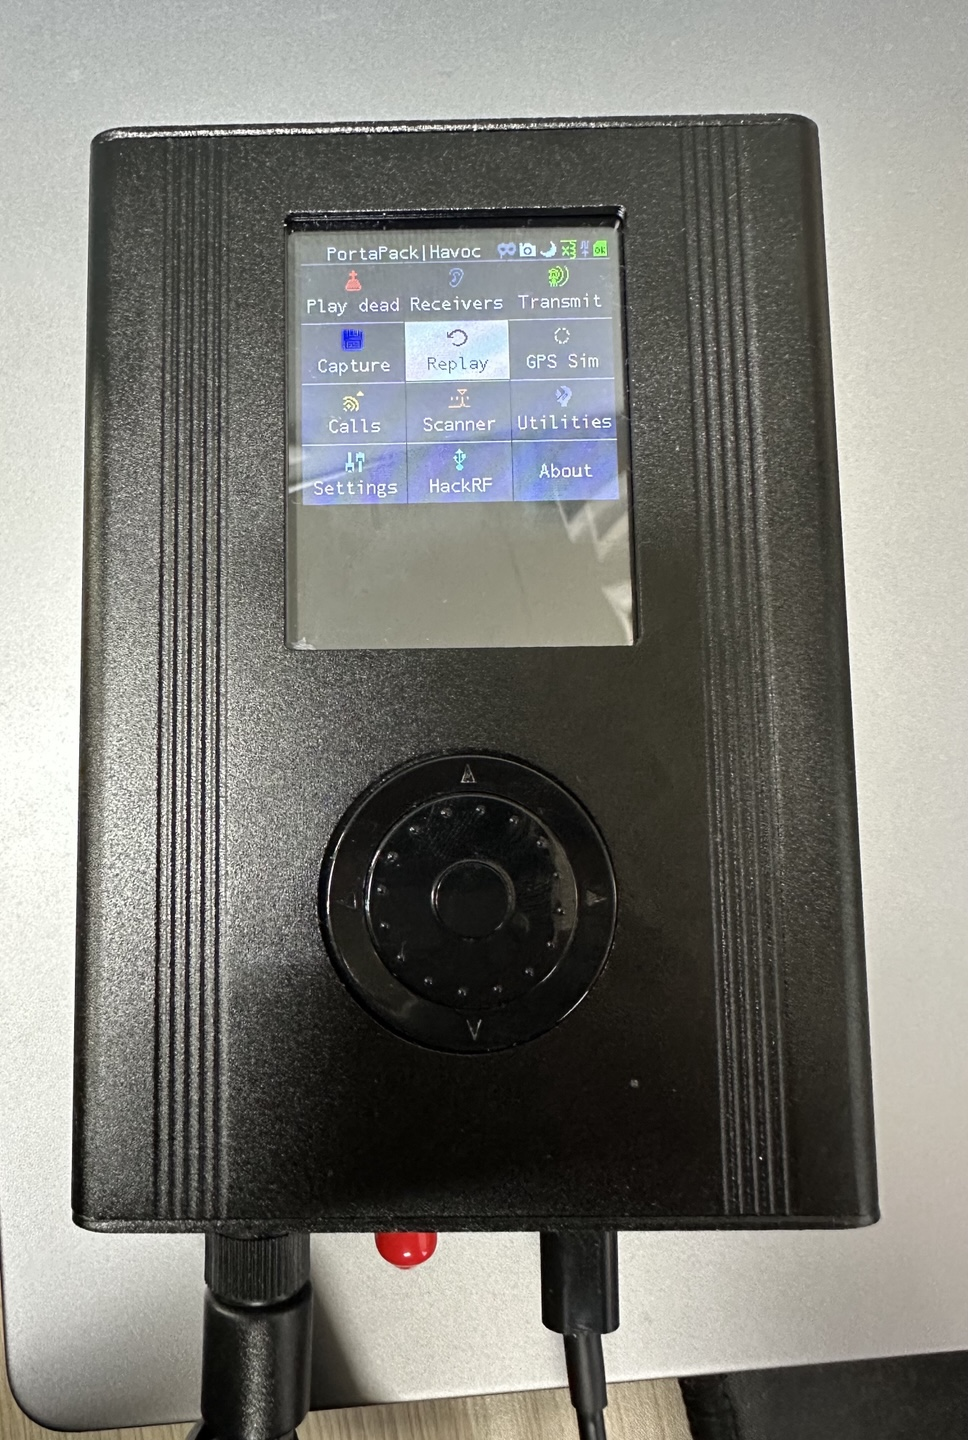 PortaPack|Havoc
Play dead Receivers Transmit
Capture Replay GPS Sim
Calls Scanner Utilities
Settings HackRF About